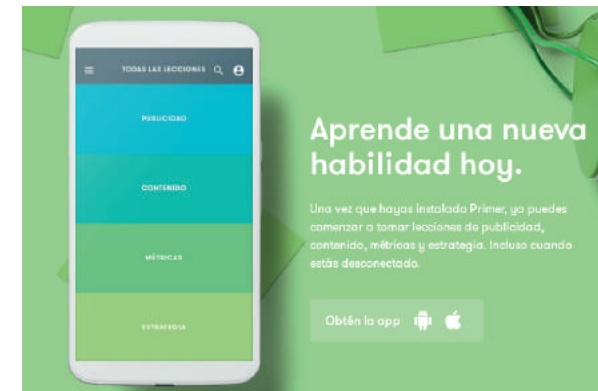 TODAS LAS LECCIONES
PUBLICIDAD
CONTENIDO
MÉTRICAS
ESTRATEGIA
Aprende una nueva
habilidad hoy.
Una vez que hayas instalado Primer, ya puedes
comenzar a tomar lecciones de publicidad,
contenido, métricas y estrategia. Incluso cuando
estás desconectado.
Obtén la app